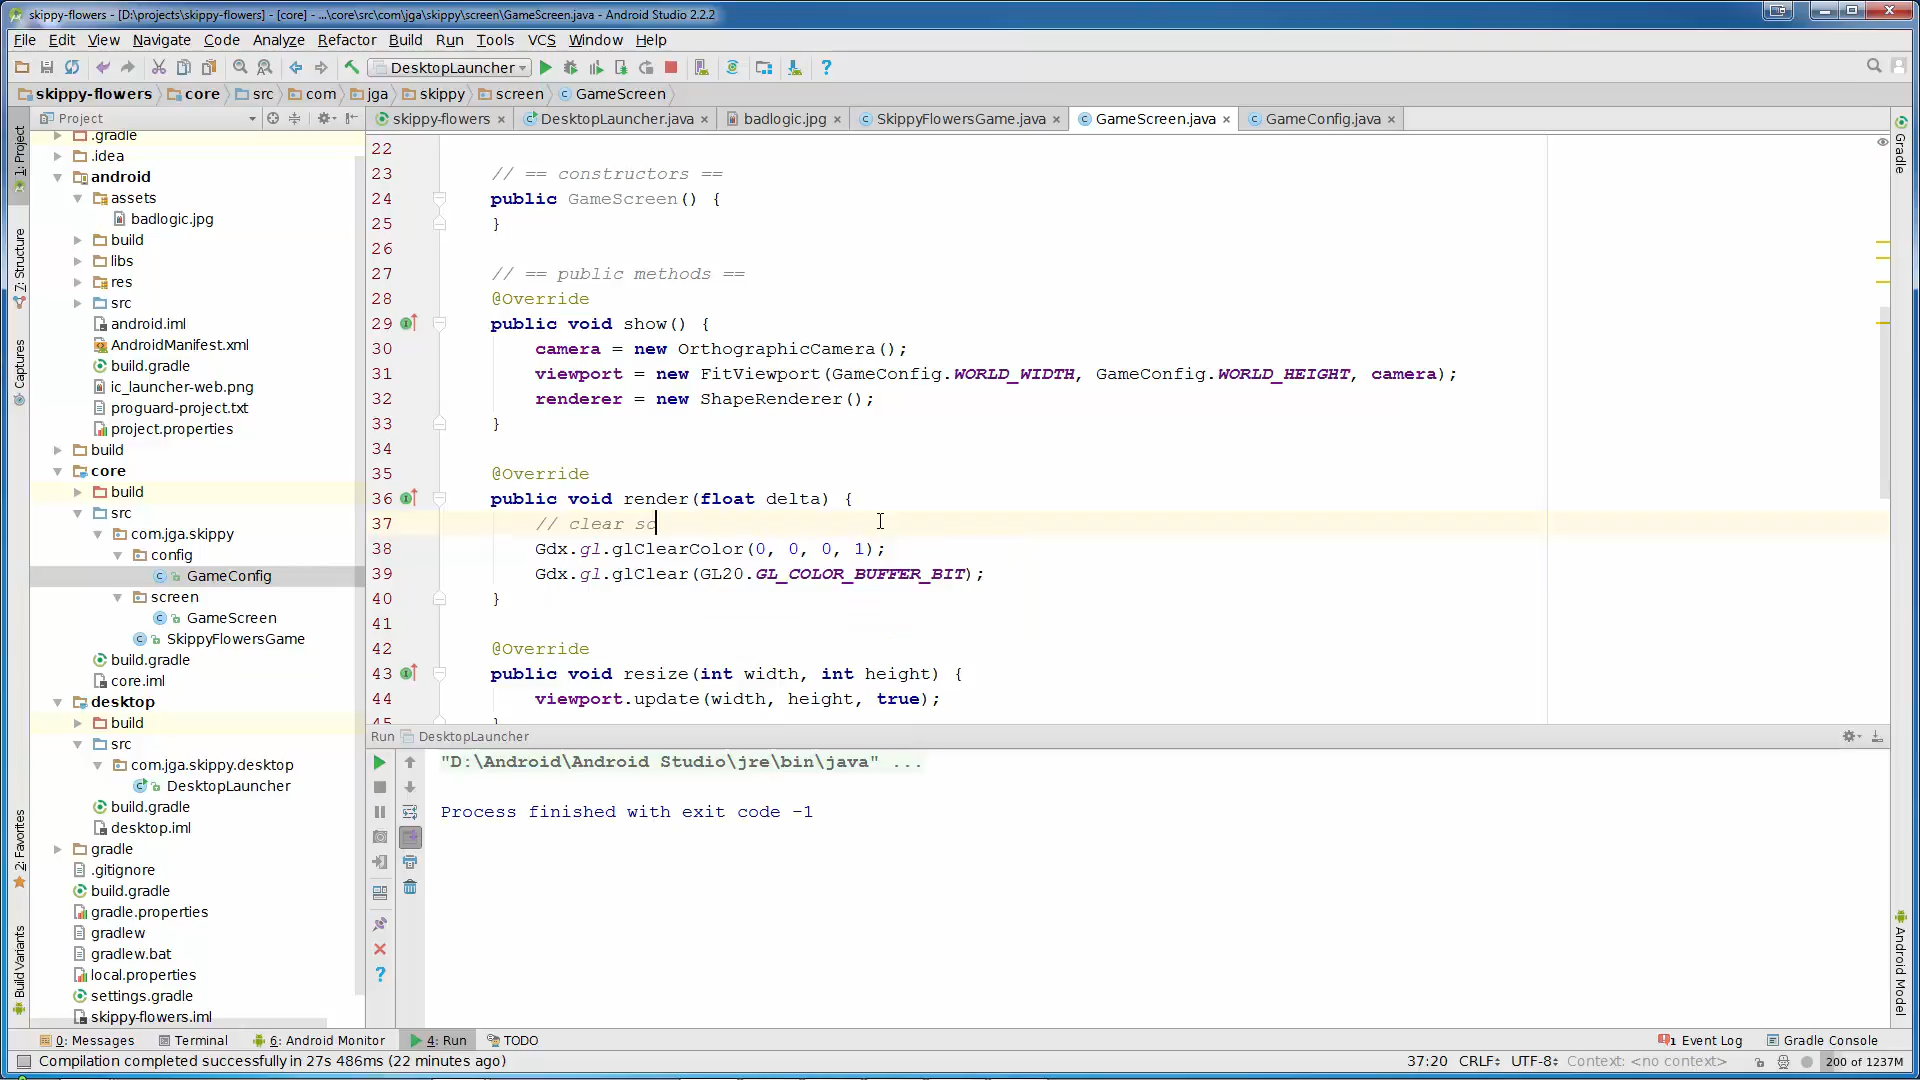 skippy-flowers - [D:\projects\skippy-flowers] - [core] - ...\core\src\com\jga\skippy\screen\GameScreen.java - Android Studio 2.2.2
File Edit View Navigate Code Analyze Refactor Build Run Tools VCS Window Help
DesktopLauncher
skippy-flowers core src com jga skippy screen GameScreen
Project
skippy-flowers DesktopLauncher.java badlogic.jpg SkippyFlowersGame.java GameScreen.java GameConfig.java
1: Project
7: Structure
Captures
2: Favorites
Build Variants
.gradle
.idea
android
assets
badlogic.jpg
build
libs
res
src
android.iml
AndroidManifest.xml
build.gradle
ic_launcher-web.png
proguard-project.txt
project.properties
build
core
build
src
com.jga.skippy
config
GameConfig
screen
GameScreen
SkippyFlowersGame
build.gradle
core.iml
desktop
build
src
com.jga.skippy.desktop
DesktopLauncher
build.gradle
desktop.iml
gradle
.gitignore
build.gradle
gradle.properties
gradlew
gradlew.bat
local.properties
settings.gradle
skippy-flowers.iml
22
23 // == constructors ==
24 public GameScreen() {
25 }
26
27 // == public methods ==
28 @Override
29 public void show() {
30 camera = new OrthographicCamera();
31 viewport = new FitViewport(GameConfig.WORLD_WIDTH, GameConfig.WORLD_HEIGHT, camera);
32 renderer = new ShapeRenderer();
33 }
34
35 @Override
36 public void render(float delta) {
37 // clear sc
38 Gdx.gl.glClearColor(0, 0, 0, 1);
39 Gdx.gl.glClear(GL20.GL_COLOR_BUFFER_BIT);
40 }
41
42 @Override
43 public void resize(int width, int height) {
44 viewport.update(width, height, true);
45 }
Gradle
Android Model
Run DesktopLauncher
"D:\Android\Android Studio\jre\bin\java" ...
Process finished with exit code -1
0: Messages Terminal 6: Android Monitor 4: Run TODO 1 Event Log Gradle Console
Compilation completed successfully in 27s 486ms (22 minutes ago) 37:20 CRLF UTF-8 Context: <no context> 200 of 1237M